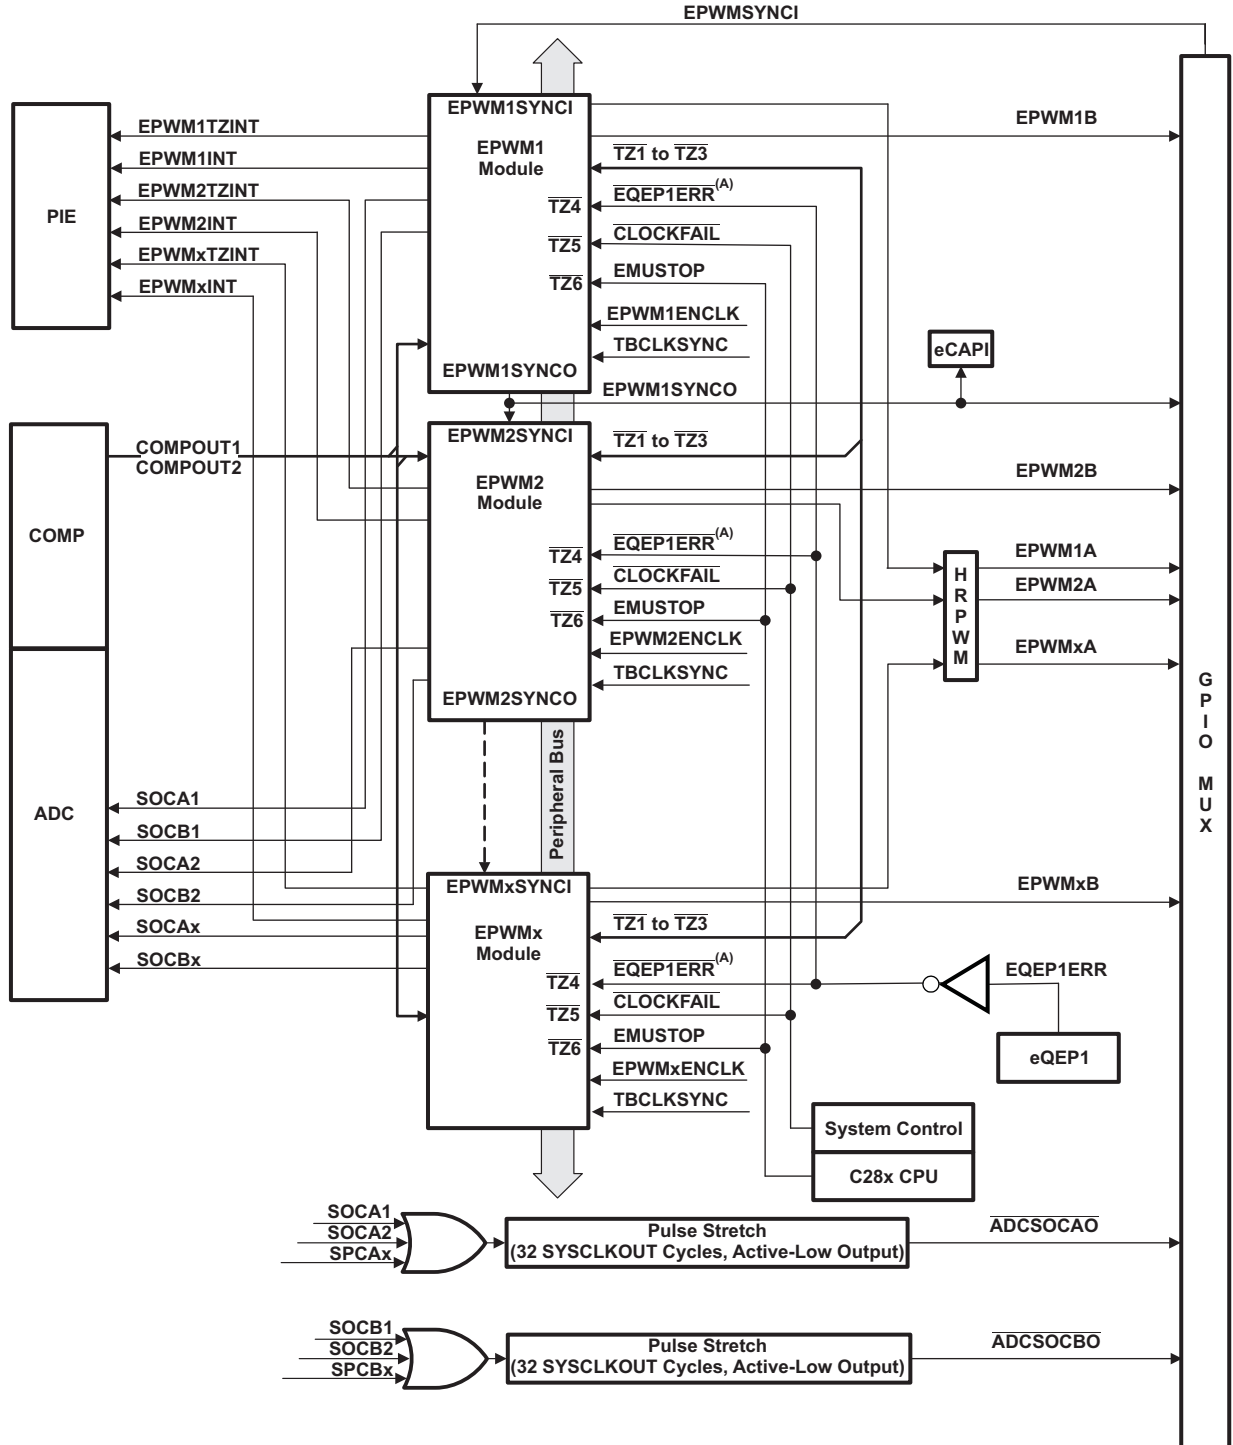 EPWMSYNCI
EPWM1SYNCI
EPWM1TZINT
EPWM1
Module
EPWM1B
EPWM1INT
TZ1 to TZ3
EPWM2TZINT
TZ4
EQEP1ERR(A)
PIE
EPWM2INT
TZ5
CLOCKFAIL
EPWMxTZINT
TZ6
EMUSTOP
EPWMxINT
EPWM1ENCLK
TBCLKSYNC
eCAPI
EPWM1SYNCO
EPWM1SYNCO
EPWM2SYNCI
TZ1 to TZ3
COMPOUT1
COMPOUT2
EPWM2
Module
EPWM2B
COMP
TZ4
EQEP1ERR(A)
EPWM1A
TZ5
CLOCKFAIL
HRPWM
EPWM2A
TZ6
EMUSTOP
EPWM2ENCLK
EPWMxA
TBCLKSYNC
EPWM2SYNCO
GPIO MUX
Peripheral Bus
ADC
SOCA1
SOCB1
SOCA2
SOCB2
SOCAx
SOCBx
EPWMxSYNCI
EPWMxB
EPWMx
Module
TZ1 to TZ3
TZ4
EQEP1ERR(A)
EQEP1ERR
TZ5
CLOCKFAIL
TZ6
EMUSTOP
eQEP1
EPWMxENCLK
TBCLKSYNC
System Control
C28x CPU
SOCA1
SOCA2
SPCAx
Pulse Stretch
(32 SYSCLKOUT Cycles, Active-Low Output)
ADCSOCAO
SOCB1
SOCB2
SPCBx
Pulse Stretch
(32 SYSCLKOUT Cycles, Active-Low Output)
ADCSOCBO